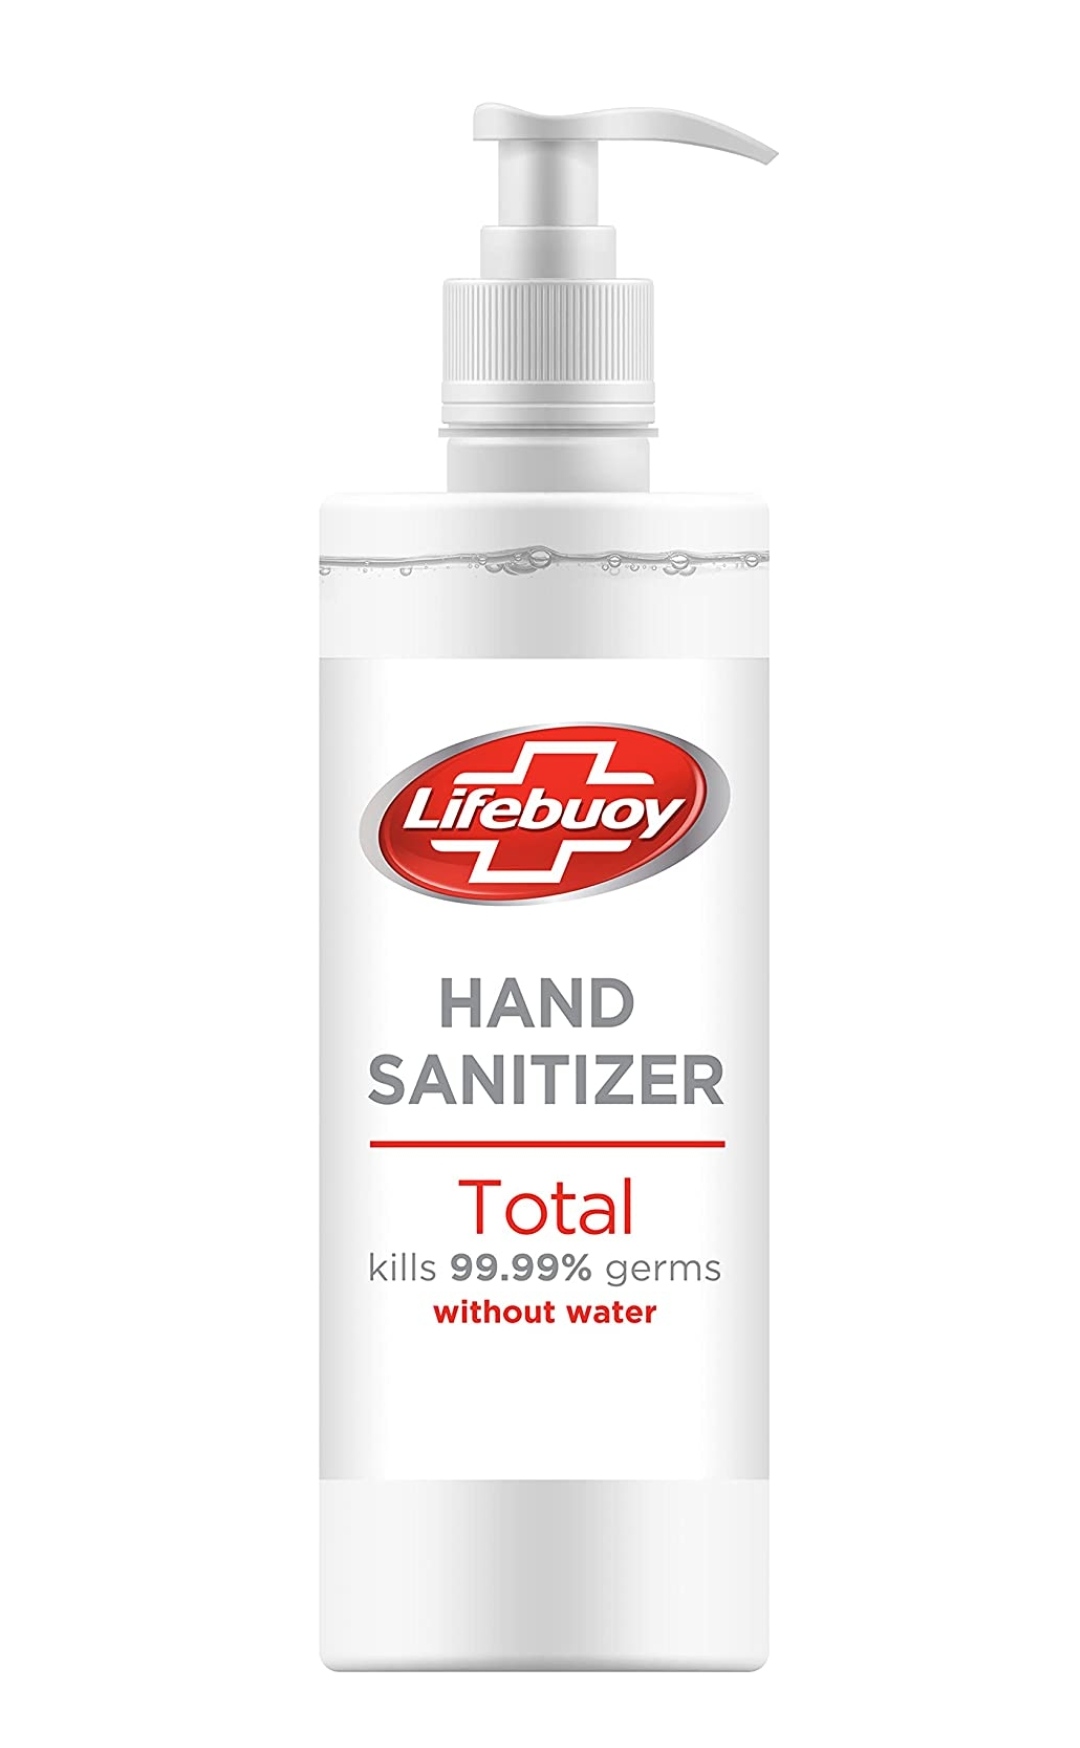 Lifebuoy
HAND
SANITIZER
Total
kills 99.99% germs
without water